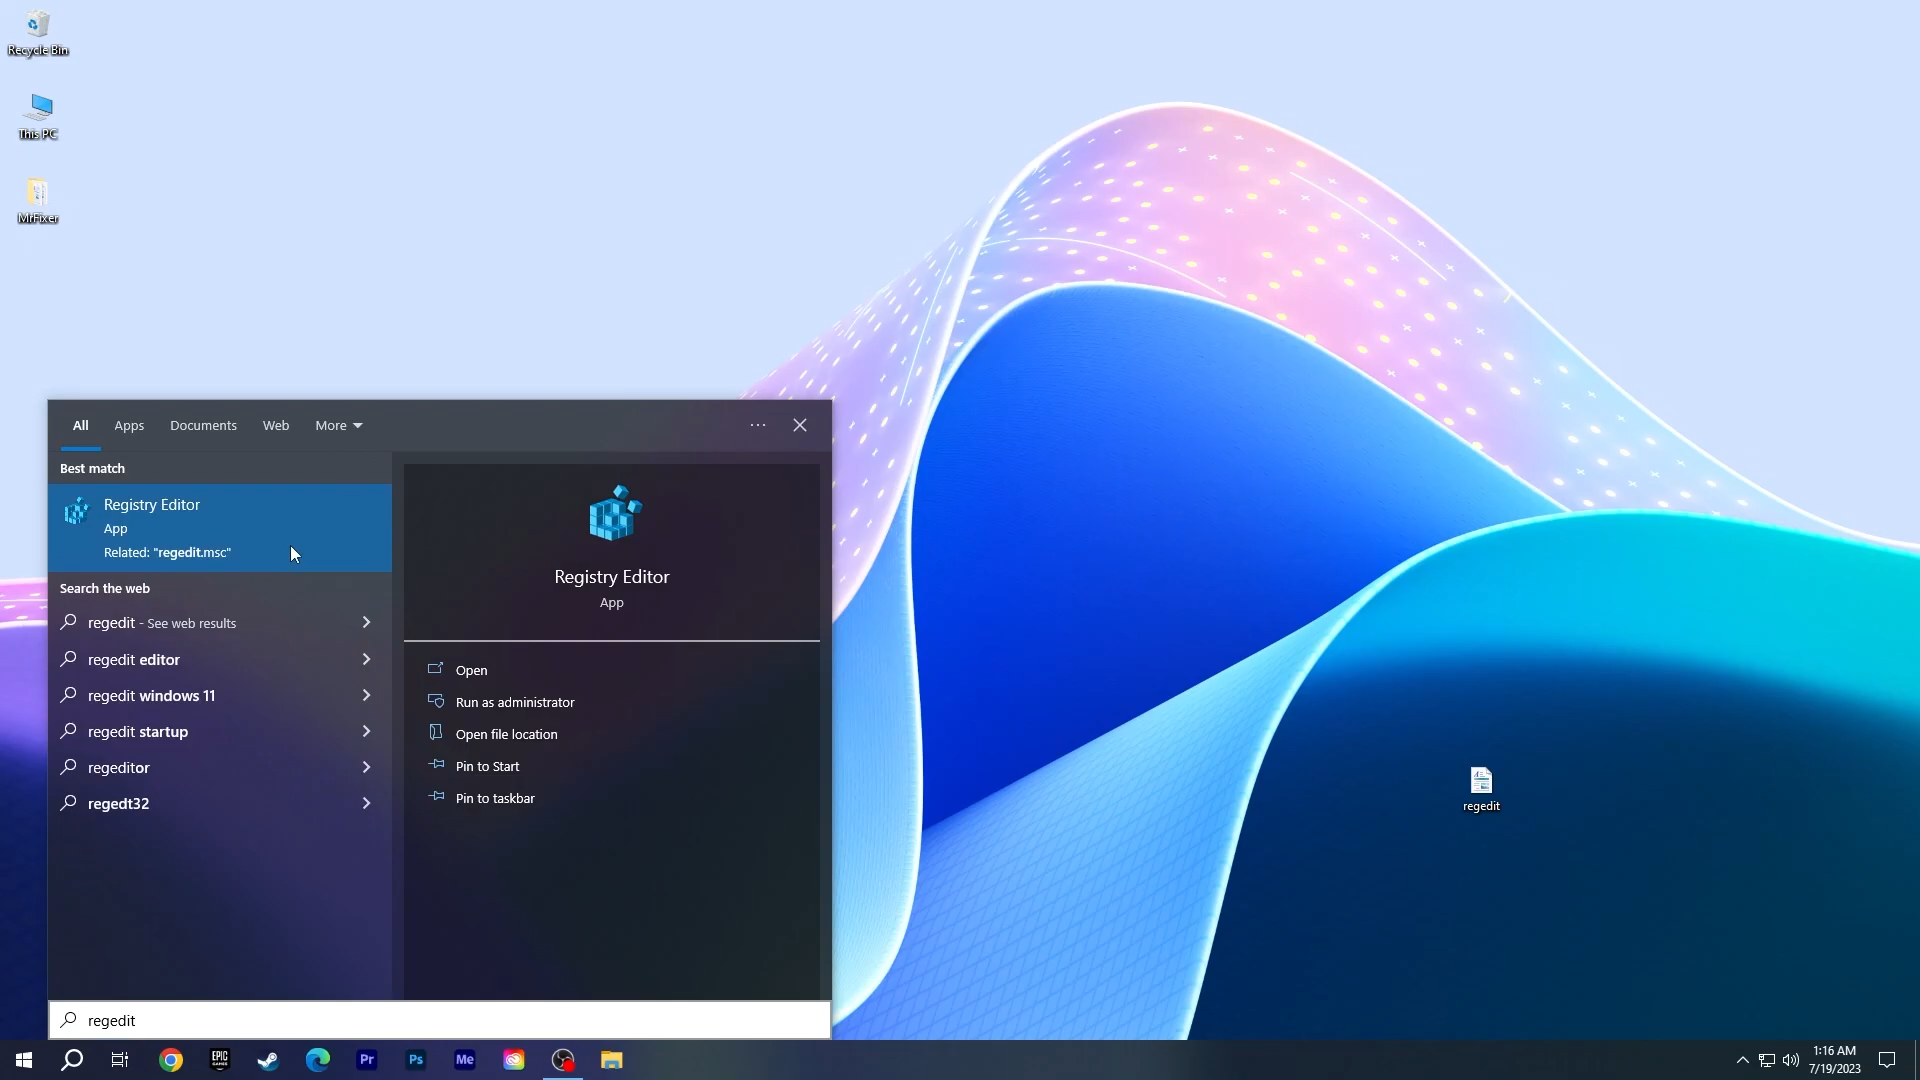 Recycle Bin
This PC
MrFixer
All
Apps
Documents
Web
More
Best match
Registry Editor
App
Related: "regedit.msc"
Search the web
regedit - See web results
regedit editor
regedit windows 11
regedit startup
regeditor
regedt32
Registry Editor
App
Open
Run as administrator
Open file location
Pin to Start
Pin to taskbar
regedit
regedit
EPIC
GAMES
Pr
Ps
Me
1:16 AM
7/19/2023